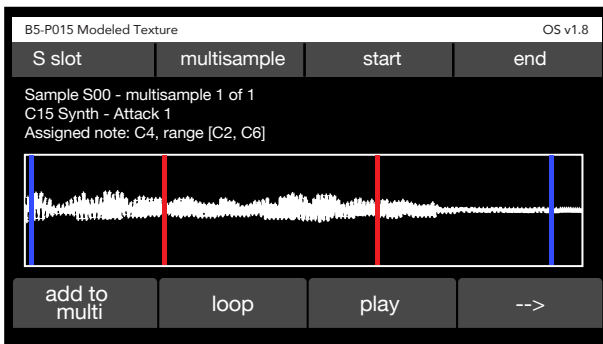 B5-P015 Modeled Texture OS v1.8
S slot multisample start end
Sample S00 - multisample 1 of 1
C15 Synth - Attack 1
Assigned note: C4, range [C2, C6]
add to
multi
loop play -->